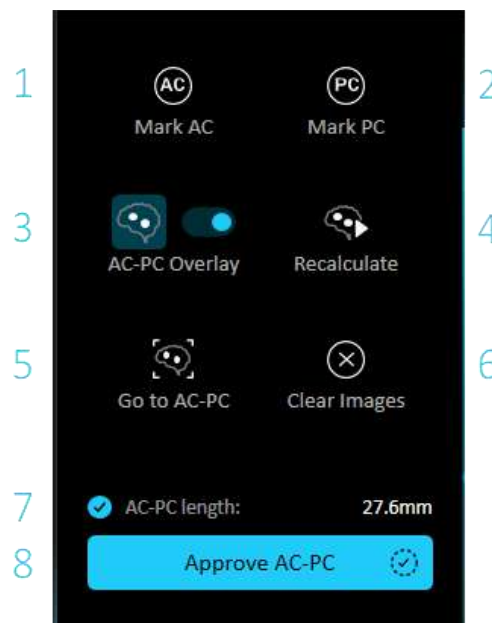 1 AC PC 2
Mark AC Mark PC
3 4
AC-PC Overlay Recalculate
5 6
Go to AC-PC Clear Images
7 AC-PC length: 27.6mm
8 Approve AC-PC